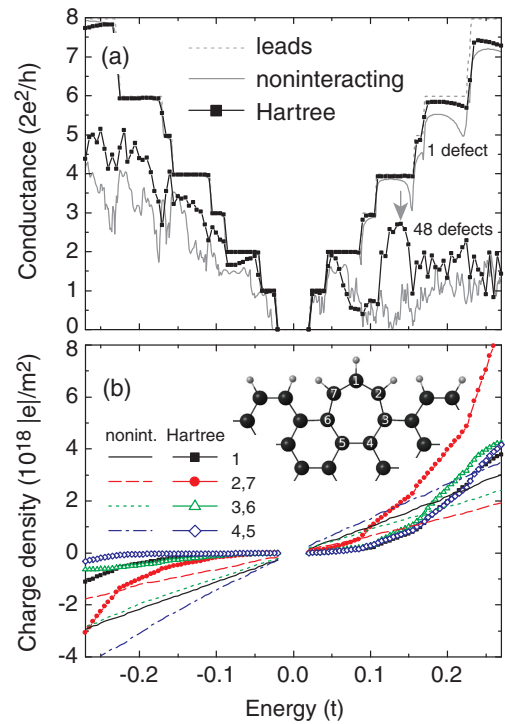 8
7
6
5
4
3
2
1
0
Conductance (2e²/h)
(a)
leads
noninteracting
Hartree
1 defect
48 defects
8
6
4
2
0
-2
-4
Charge density (10¹⁸ |e|/m²)
(b)
nonint. Hartree
1
2,7
3,6
4,5
1
7 2
6 3
5 4
-0.2 -0.1 0.0 0.1 0.2
Energy (t)